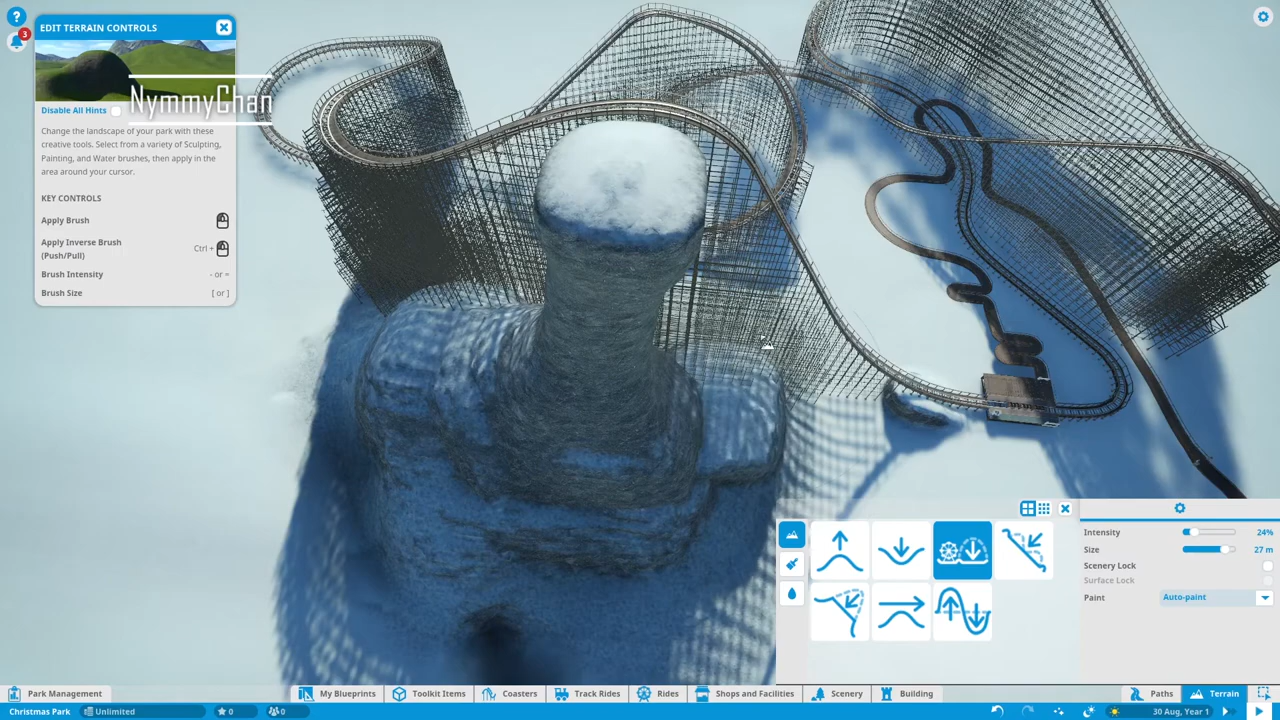 ?
3
EDIT TERRAIN CONTROLS
NymmyChan
Disable All Hints
Change the landscape of your park with these
creative tools. Select from a variety of Sculpting,
Painting, and Water brushes, then apply in the
area around your cursor.
KEY CONTROLS
Apply Brush
Apply Inverse Brush
(Push/Pull)
Ctrl +
Brush Intensity - or =
Brush Size [ or ]
Intensity 24%
Size 27 m
Scenery Lock
Surface Lock
Paint Auto-paint
Park Management
My Blueprints
Toolkit Items
Coasters
Track Rides
Rides
Shops and Facilities
Scenery
Building
Paths
Terrain
Christmas Park
Unlimited
0
0
30 Aug, Year 1